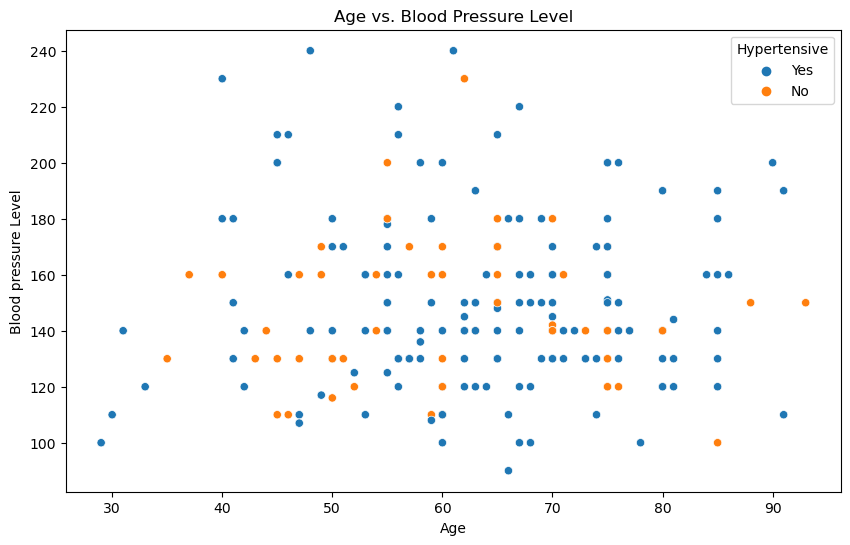 Age vs. Blood Pressure Level
Hypertensive
Yes
No
Blood pressure Level
240
220
200
180
160
140
120
100
30 40 50 60 70 80 90
Age